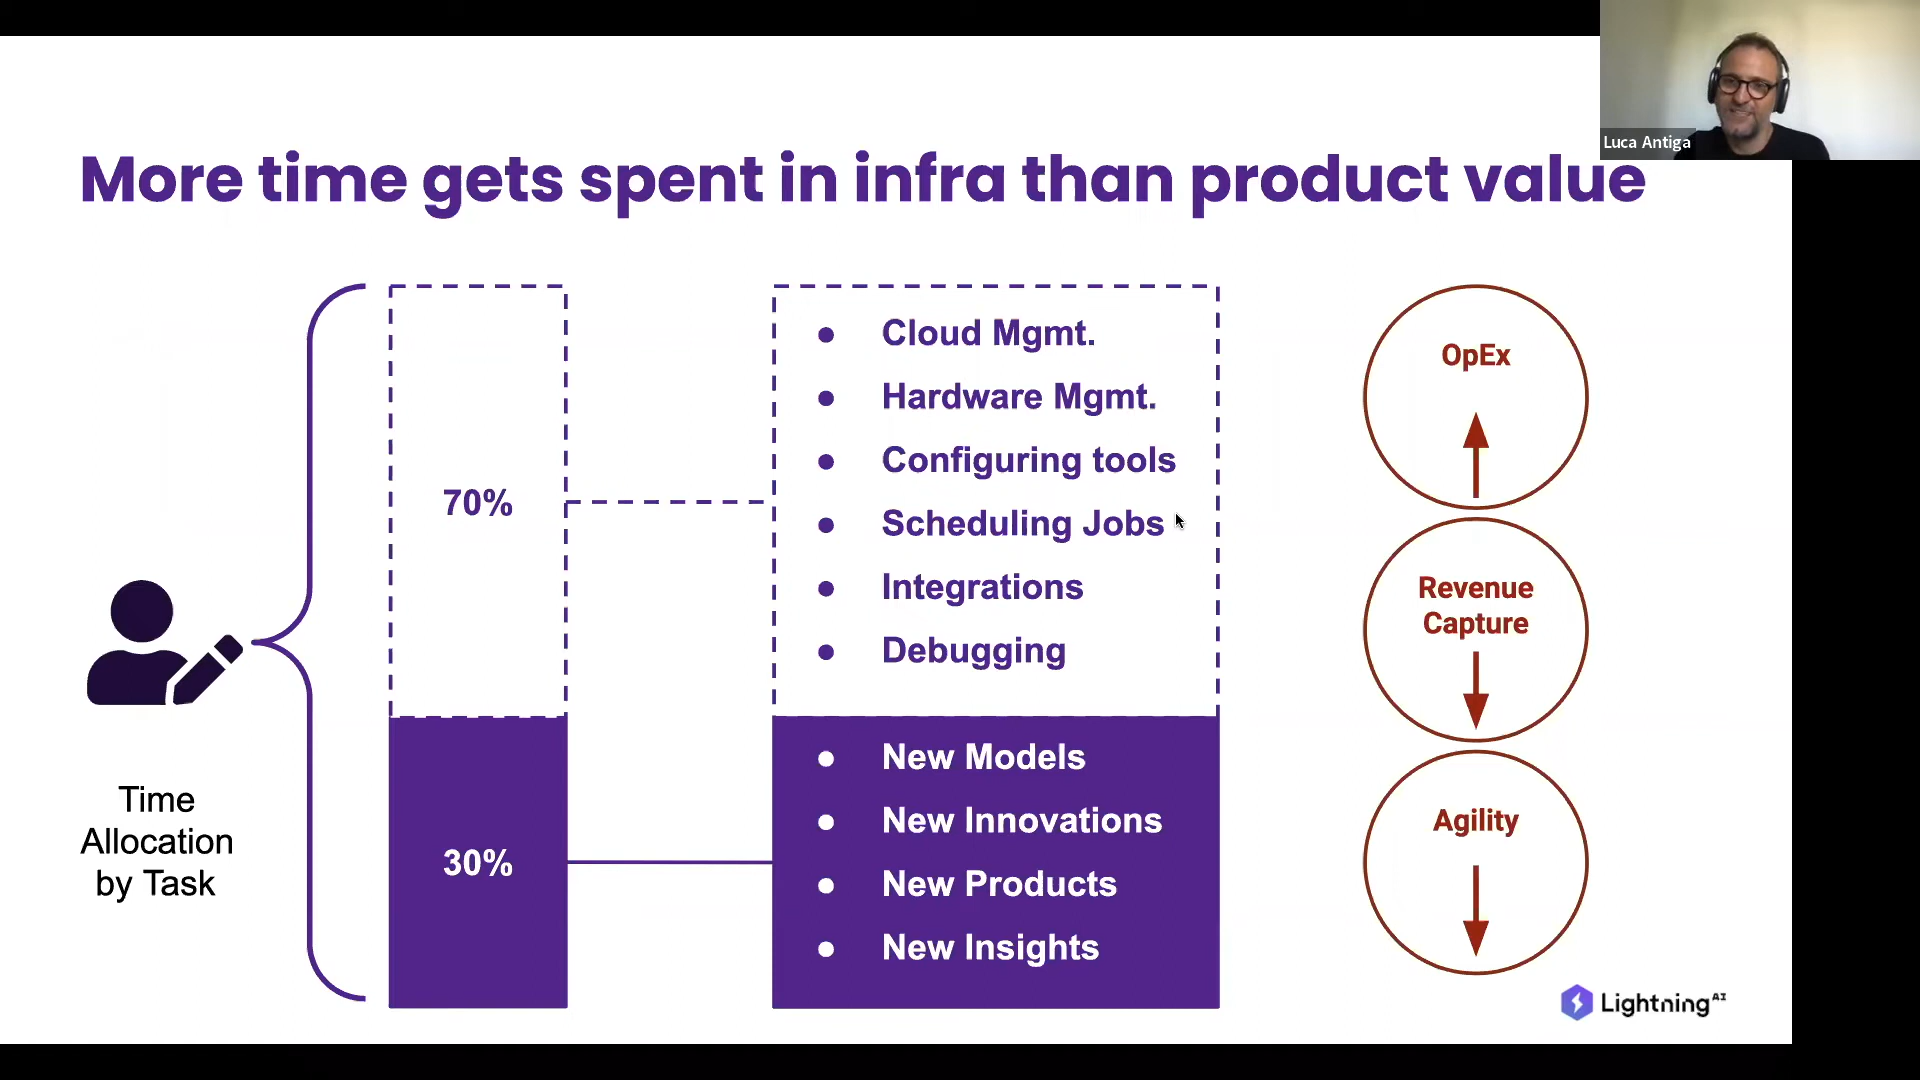 Luca Antiga
More time gets spent in infra than product value
Time
Allocation
by Task
70%
30%
● Cloud Mgmt.
● Hardware Mgmt.
● Configuring tools
● Scheduling Jobs
● Integrations
● Debugging
● New Models
● New Innovations
● New Products
● New Insights
OpEx
Revenue
Capture
Agility
Lightning AI